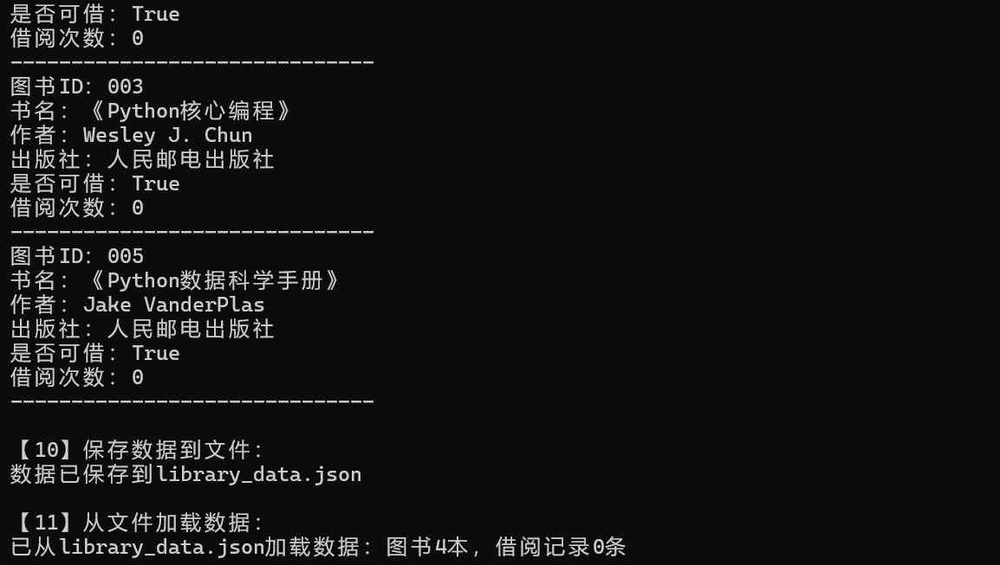 是否可借: True
借阅次数: 0
------------------------------
图书ID: 003
书名: 《Python核心编程》
作者: Wesley J. Chun
出版社: 人民邮电出版社
是否可借: True
借阅次数: 0
------------------------------
图书ID: 005
书名: 《Python数据科学手册》
作者: Jake VanderPlas
出版社: 人民邮电出版社
是否可借: True
借阅次数: 0
------------------------------
【10】保存数据到文件:
数据已保存到library_data.json
【11】从文件加载数据:
已从library_data.json加载数据: 图书4本, 借阅记录0条